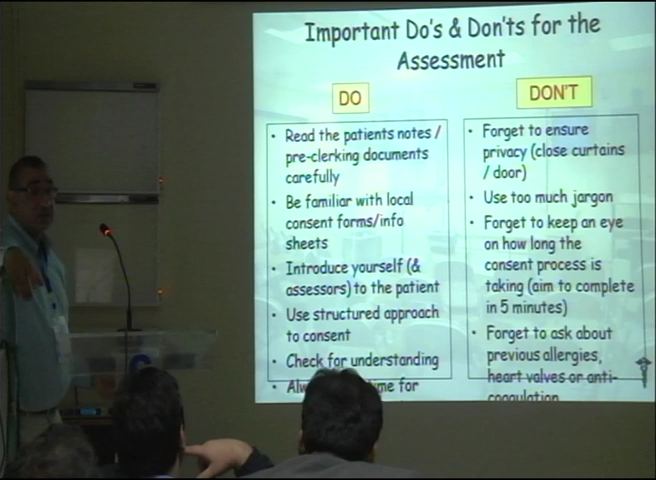 Important Do's & Don'ts for the
Assessment
DO
• Read the patients notes /
pre-clerking documents
carefully
• Be familiar with local
consent forms/info
sheets
• Introduce yourself (&
assessors) to the patient
• Use structured approach
to consent
• Check for understanding
me for
DON'T
• Forget to ensure
privacy (close curtains
/ door)
• Use too much jargon
• Forget to keep an eye
on how long the
consent process is
taking (aim to complete
in 5 minutes)
• Forget to ask about
previous allergies,
heart valves or anti-
coagulation